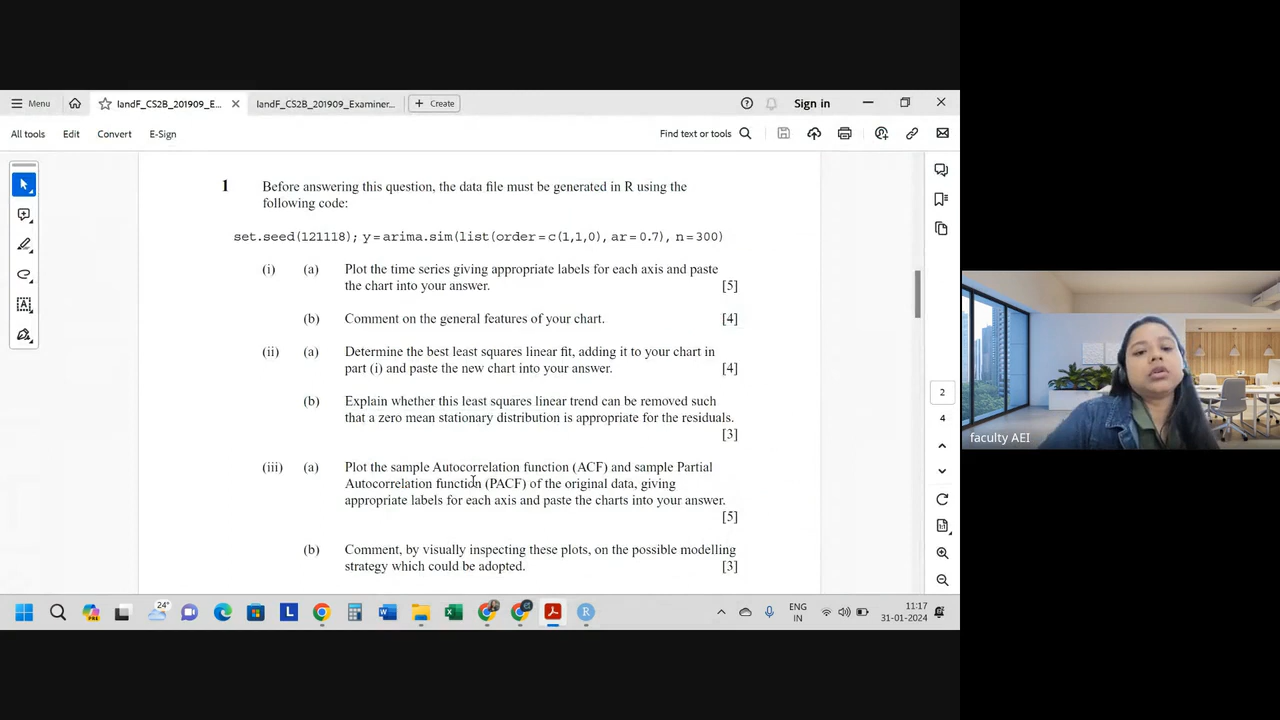 Menu
IandF_CS2B_201909_E...
IandF_CS2B_201909_Examiner...
Create
Sign in
All tools
Edit
Convert
E-Sign
Find text or tools
1 Before answering this question, the data file must be generated in R using the
following code:
set.seed(121118); y=arima.sim(list(order=c(1,1,0), ar=0.7), n=300)
(i) (a) Plot the time series giving appropriate labels for each axis and paste
the chart into your answer. [5]
(b) Comment on the general features of your chart. [4]
(ii) (a) Determine the best least squares linear fit, adding it to your chart in
part (i) and paste the new chart into your answer. [4]
(b) Explain whether this least squares linear trend can be removed such
that a zero mean stationary distribution is appropriate for the residuals.
[3]
(iii) (a) Plot the sample Autocorrelation function (ACF) and sample Partial
Autocorrelation function (PACF) of the original data, giving
appropriate labels for each axis and paste the charts into your answer.
[5]
(b) Comment, by visually inspecting these plots, on the possible modelling
strategy which could be adopted. [3]
2
4
faculty AEI
24°
PRE
L
W
X
R
ENG
IN
11:17
31-01-2024